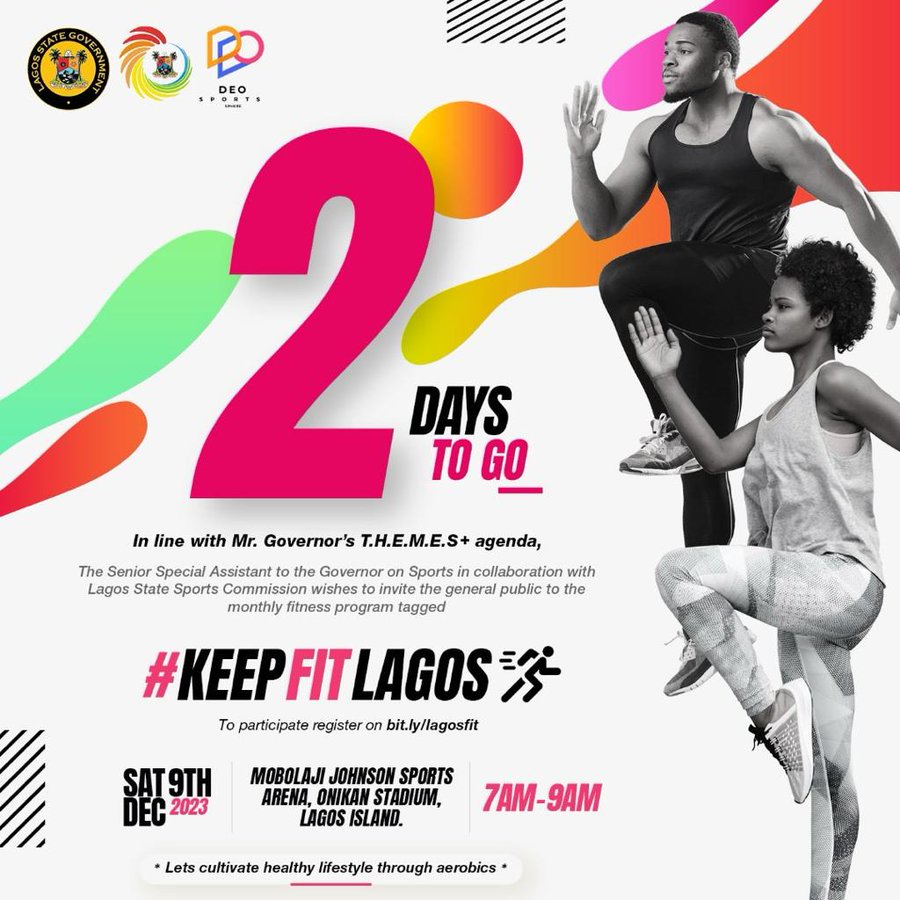 LAGOS STATE GOVERNMENT
DEO
SPORTS
2
DAYS
TO GO
In line with Mr. Governor's T.H.E.M.E.S+ agenda,
The Senior Special Assistant to the Governor on Sports in collaboration with
Lagos State Sports Commission wishes to invite the general public to the
monthly fitness program tagged
#KEEPFITLAGOS
To participate register on bit.ly/lagosfit
SAT 9TH
DEC 2023
MOBOLAJI JOHNSON SPORTS
ARENA, ONIKAN STADIUM,
LAGOS ISLAND.
7AM-9AM
* Lets cultivate healthy lifestyle through aerobics *